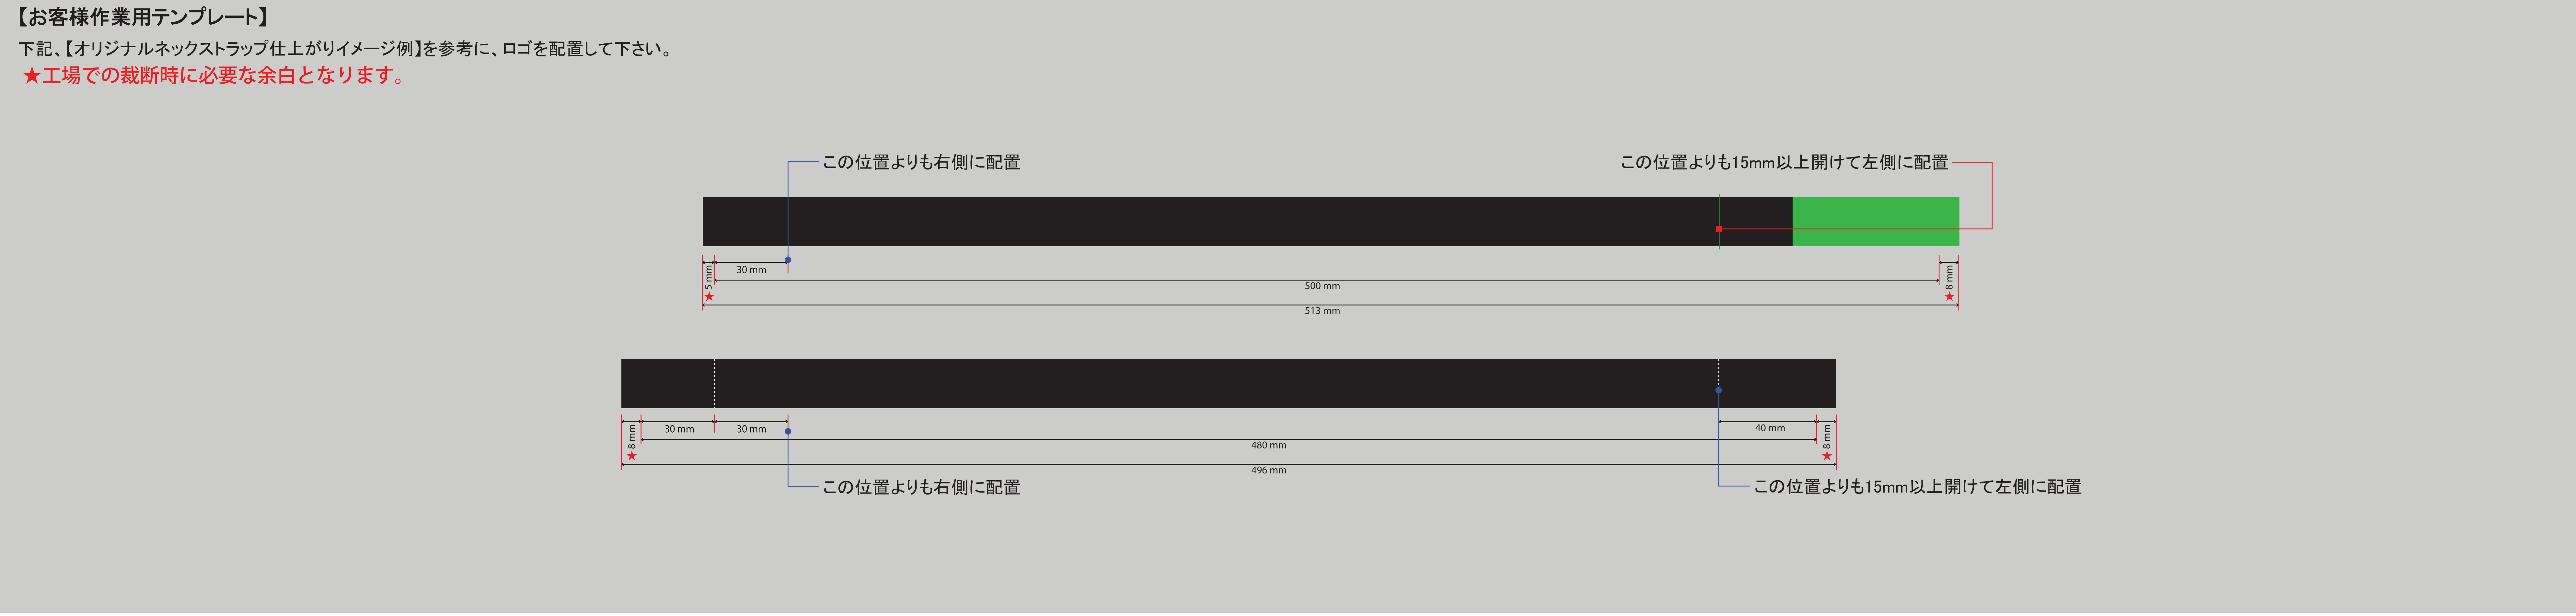 【お客様作業用テンプレート】
下記、【オリジナルネックストラップ仕上がりイメージ例】を参考に、ロゴを配置して下さい。
★工場での裁断時に必要な余白となります。
この位置よりも右側に配置
この位置よりも15mm以上開けて左側に配置
★5 mm
30 mm
500 mm
★8 mm
513 mm
★8 mm
30 mm
30 mm
480 mm
40 mm
★8 mm
496 mm
この位置よりも右側に配置
この位置よりも15mm以上開けて左側に配置